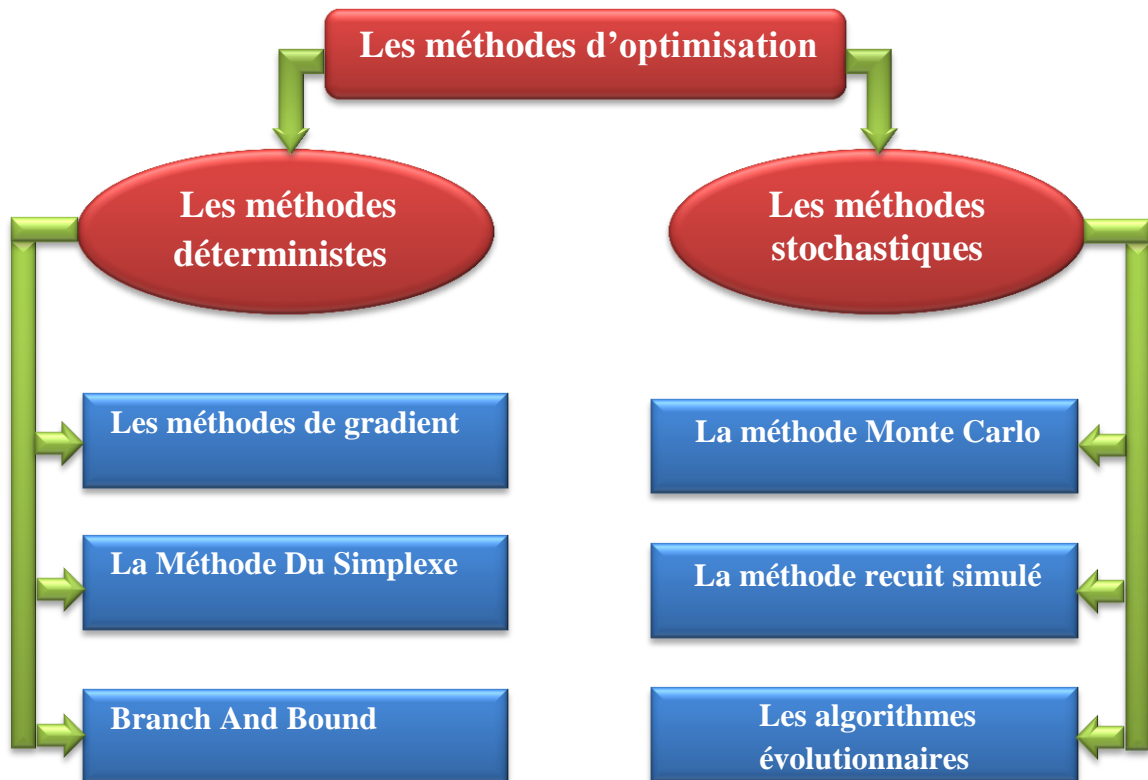 Les méthodes d’optimisation
Les méthodes
déterministes
Les méthodes
stochastiques
Les méthodes de gradient
La Méthode Du Simplexe
Branch And Bound
La méthode Monte Carlo
La méthode recuit simulé
Les algorithmes
évolutionnaires